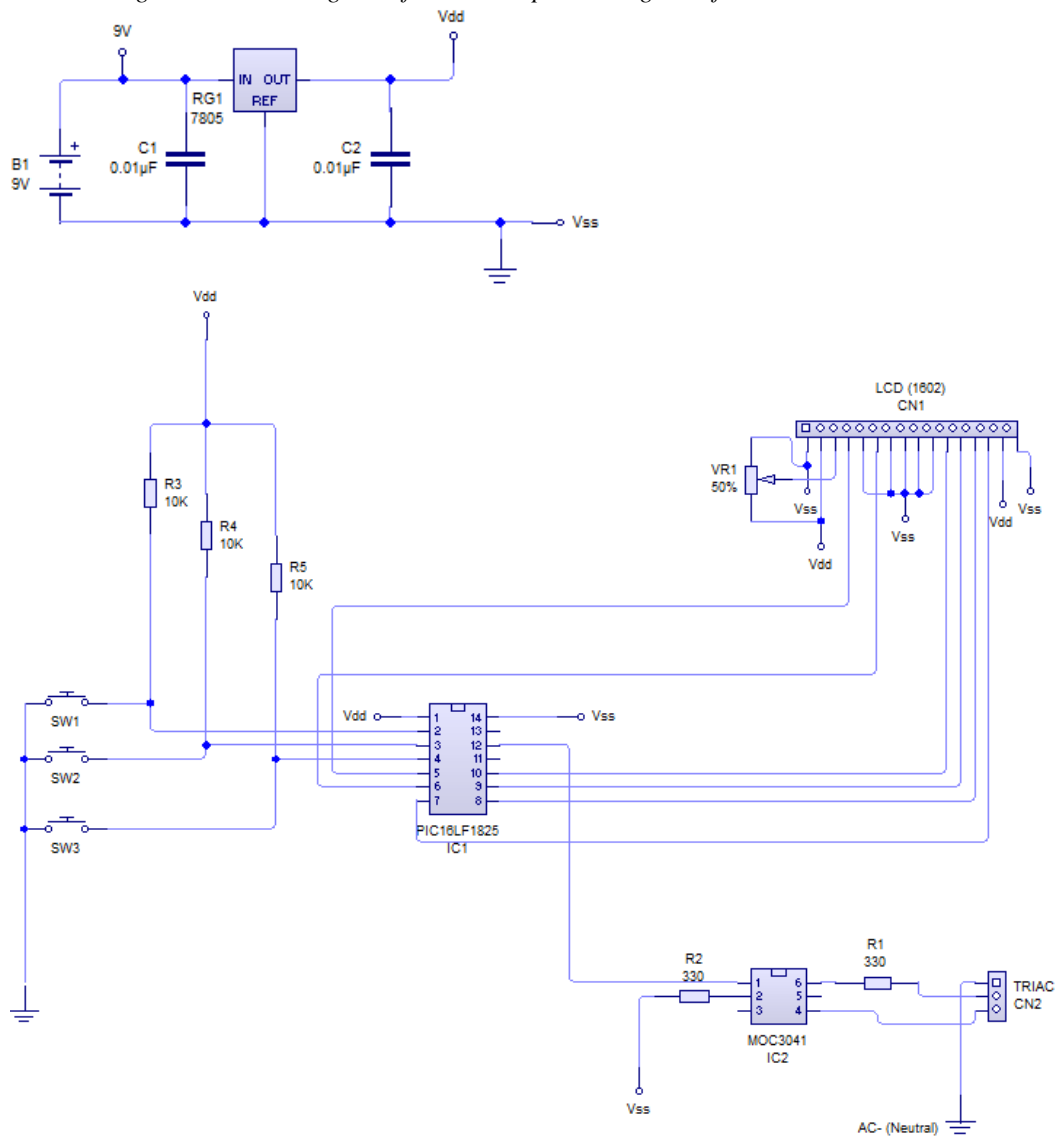 9V
Vdd
IN OUT
REF
RG1
7805
C1
0.01µF
C2
0.01µF
+
B1
9V
Vss
Vdd
LCD (1602)
CN1
R3
10K
R4
10K
R5
10K
VR1
50%
Vss
Vdd
Vss
Vdd
Vss
SW1
SW2
SW3
Vdd
Vss
1 14
2 13
3 12
4 11
5 10
6 9
7 8
PIC16LF1825
IC1
R2
330
R1
330
1 6
2 5
3 4
MOC3041
IC2
TRIAC
CN2
Vss
AC- (Neutral)